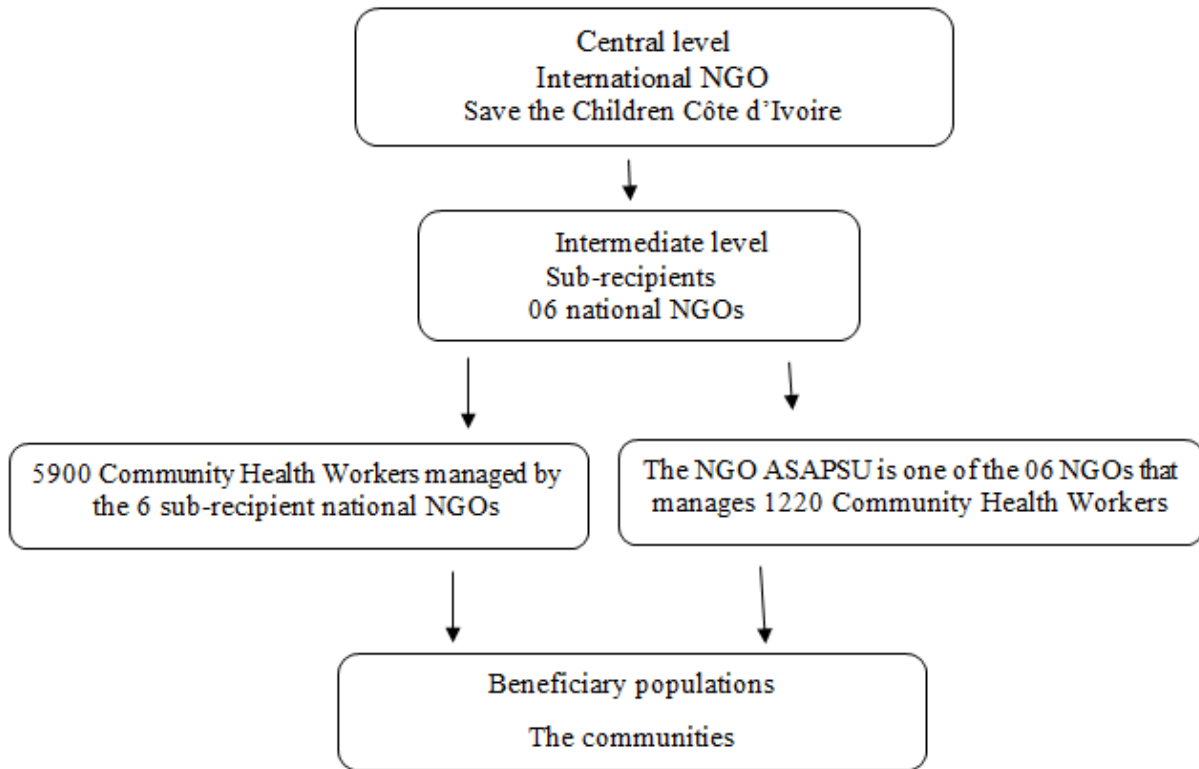 Central level
International NGO
Save the Children Côte d’Ivoire
Intermediate level
Sub-recipients
06 national NGOs
5900 Community Health Workers managed by
the 6 sub-recipient national NGOs
The NGO ASAPSU is one of the 06 NGOs that
manages 1220 Community Health Workers
Beneficiary populations
The communities